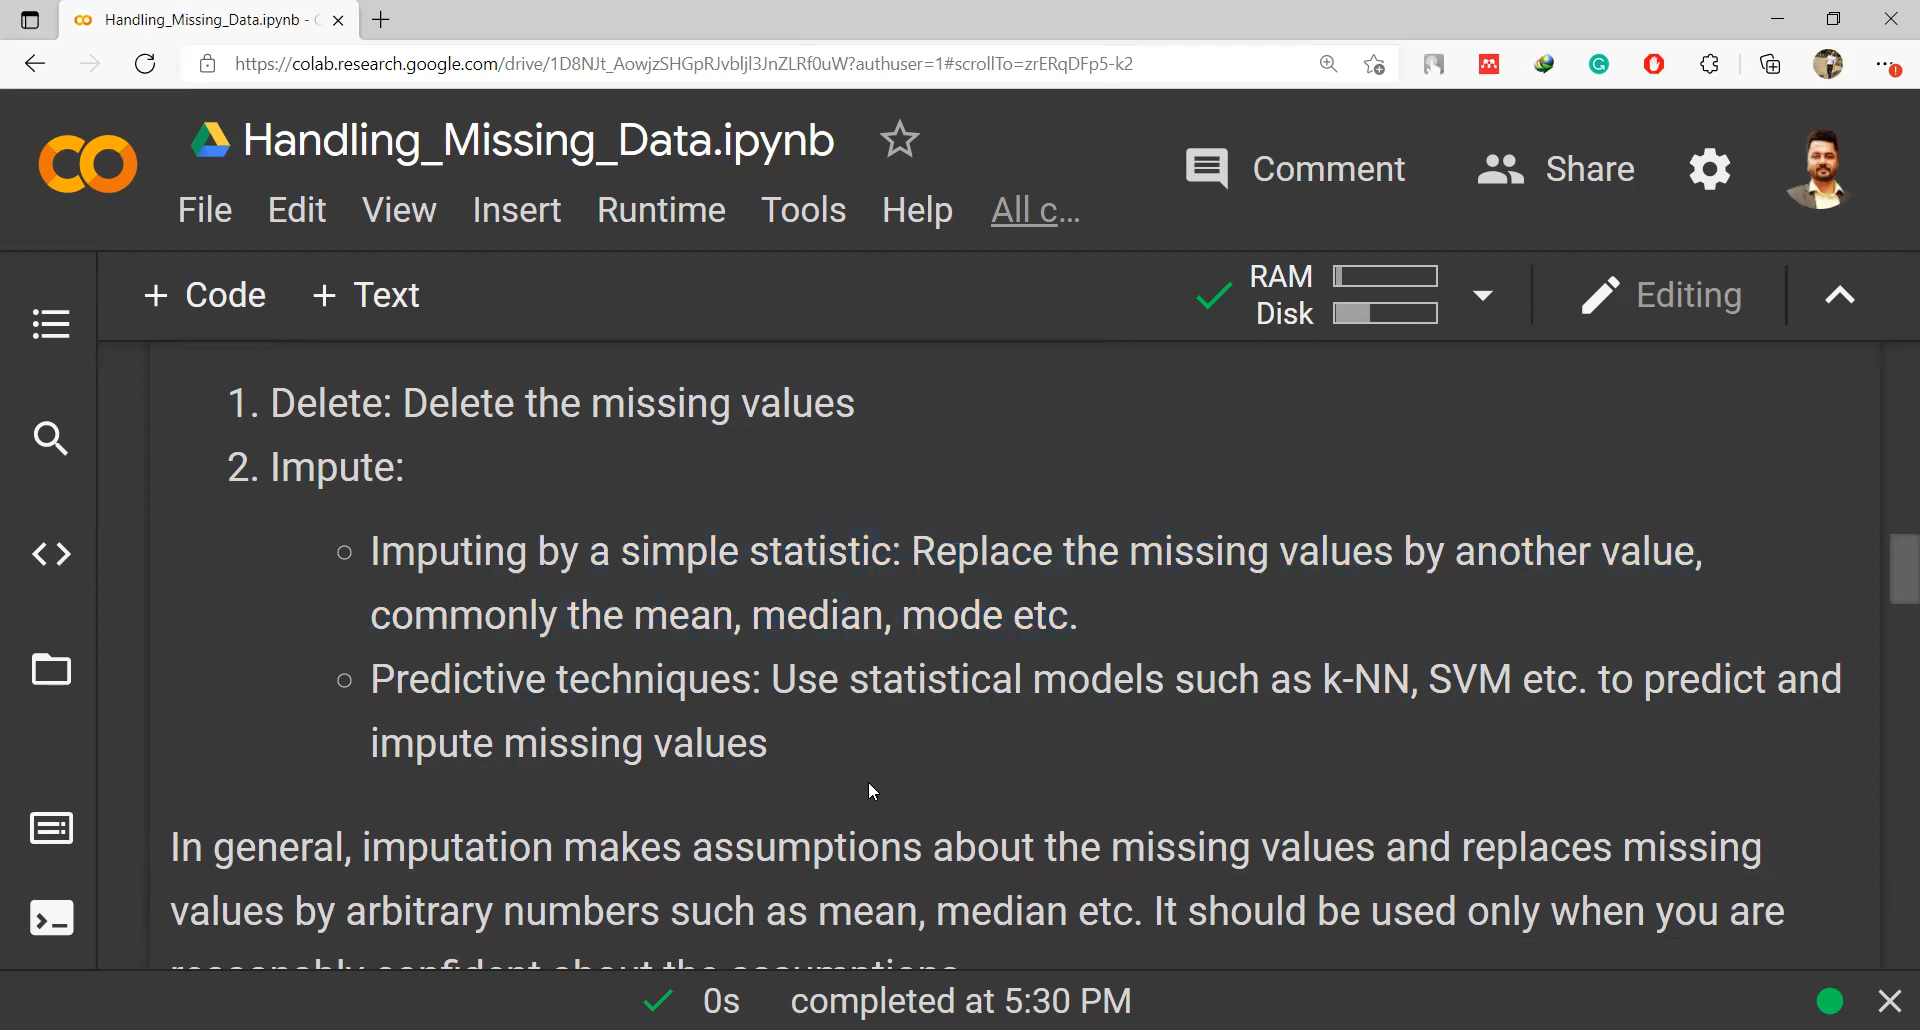 Handling_Missing_Data.ipynb -
https://colab.research.google.com/drive/1D8NJt_AowjzSHGpRJvbljl3JnZLRf0uW?authuser=1#scrollTo=zrERqDFp5-k2
Handling_Missing_Data.ipynb
Comment
Share
File Edit View Insert Runtime Tools Help All c...
+ Code + Text
RAM
Disk
Editing
1. Delete: Delete the missing values
2. Impute:
Imputing by a simple statistic: Replace the missing values by another value,
commonly the mean, median, mode etc.
Predictive techniques: Use statistical models such as k-NN, SVM etc. to predict and
impute missing values
In general, imputation makes assumptions about the missing values and replaces missing
values by arbitrary numbers such as mean, median etc. It should be used only when you are
0s completed at 5:30 PM